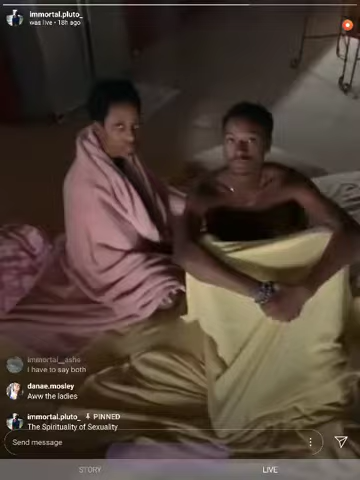 immortal.pluto_
was live • 18h ago
immortal__ashs
I have to say both
danae.mosley
Aww the ladies
immortal.pluto_ PINNED
The Spirituality of Sexuality
Send message
STORY
LIVE